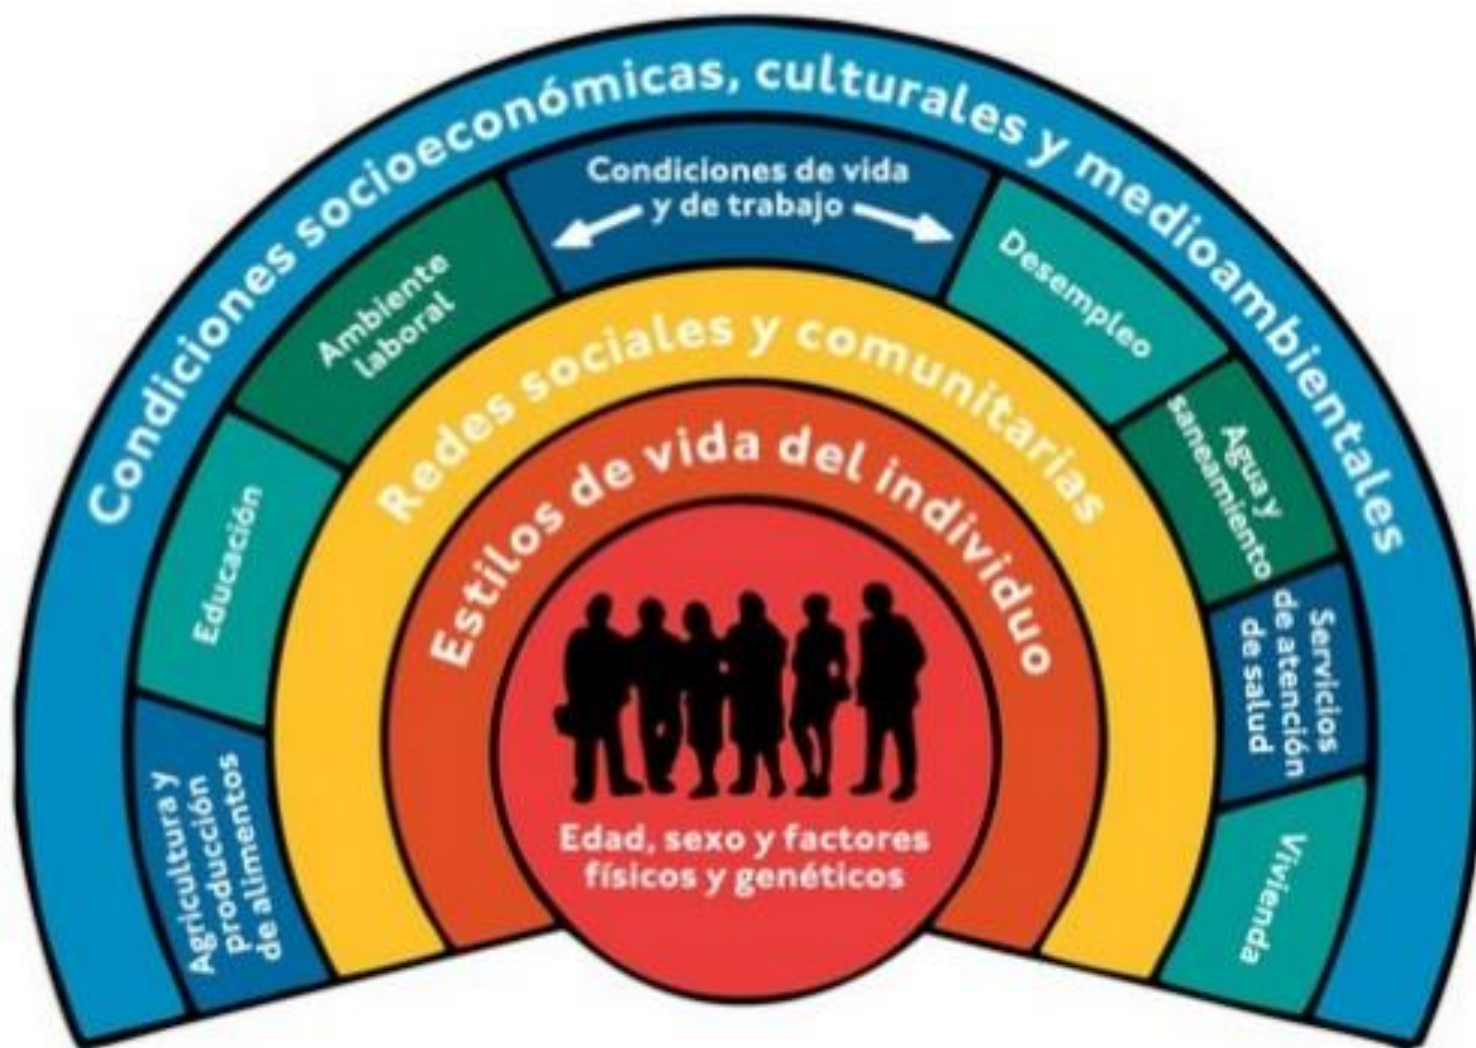 Condiciones socioeconómicas, culturales y medioambientales
Condiciones de vida
y de trabajo
Agricultura y
producción
de alimentos
Educación
Ambiente
laboral
Desempleo
Agua y
saneamiento
Servicios
de atención
de salud
Vivienda
Redes sociales y comunitarias
Estilos de vida del individuo
Edad, sexo y factores
físicos y genéticos